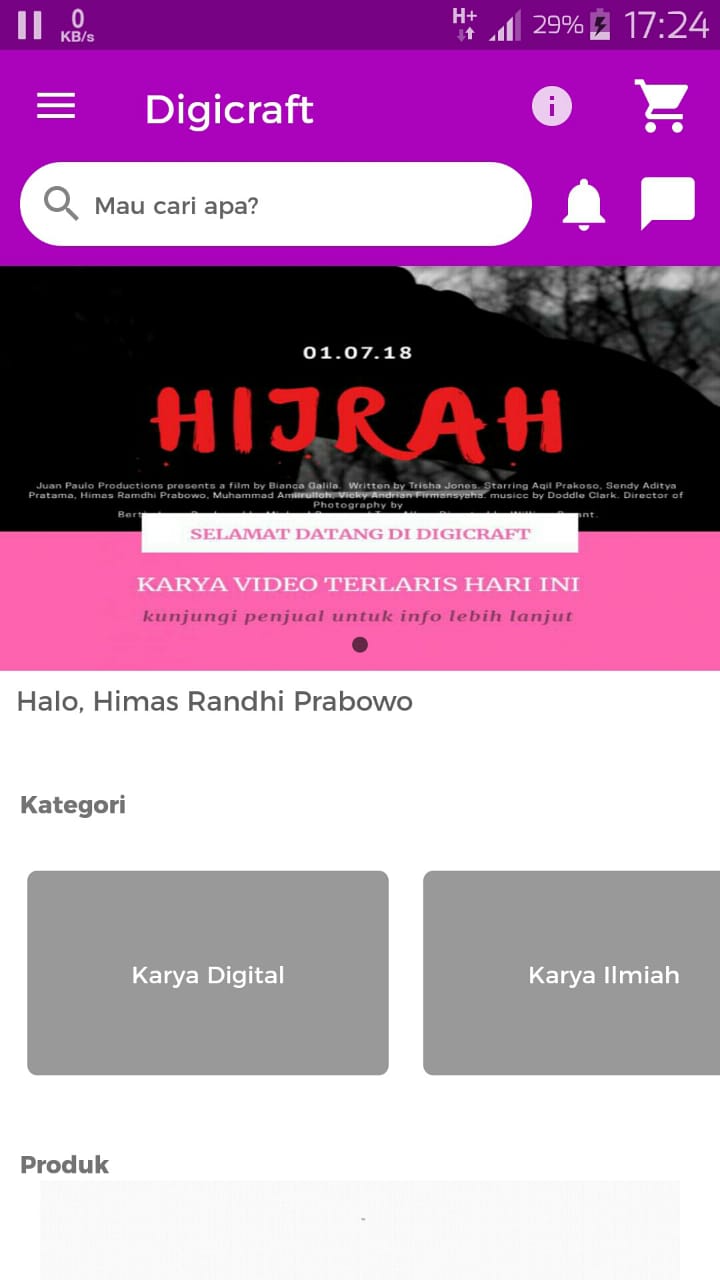 0
KB/s
H+
29%
17:24
Digicraft
Mau cari apa?
01.07.18
HIJRAH
Juan Paulo Productions presents a film by Bianca Galila. Written by Trisha Jones. Starring Aqil Prakoso, Sendy Aditya
Pratama, Himas Ramdhi Prabowo, Muhammad Amiirulloh, Vicky Andrian Firmansyaha. musicc by Doddle Clark. Director of
Photography by
SELAMAT DATANG DI DIGICRAFT
KARYA VIDEO TERLARIS HARI INI
kunjungi penjual untuk info lebih lanjut
Halo, Himas Randhi Prabowo
Kategori
Karya Digital
Karya Ilmiah
Produk